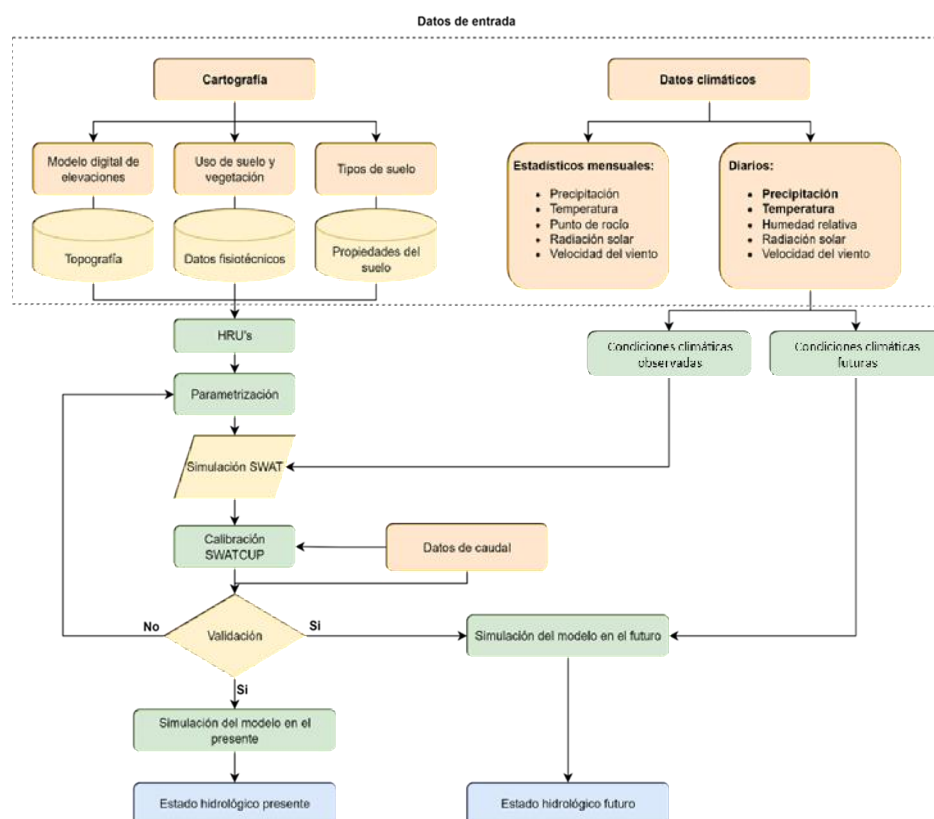 Datos de entrada
Cartografía
Datos climáticos
Modelo digital de
elevaciones
Uso de suelo y
vegetación
Tipos de suelo
Topografía
Datos fisiotécnicos
Propiedades del
suelo
Estadísticos mensuales:
• Precipitación
• Temperatura
• Punto de rocío
• Radiación solar
• Velocidad del viento
Diarios:
• Precipitación
• Temperatura
• Humedad relativa
• Radiación solar
• Velocidad del viento
HRU's
Condiciones climáticas
observadas
Condiciones climáticas
futuras
Parametrización
Simulación SWAT
Calibración
SWATCUP
Datos de caudal
No
Validación
Si
Simulación del modelo en el futuro
Si
Simulación del modelo en el
presente
Estado hidrológico presente
Estado hidrológico futuro